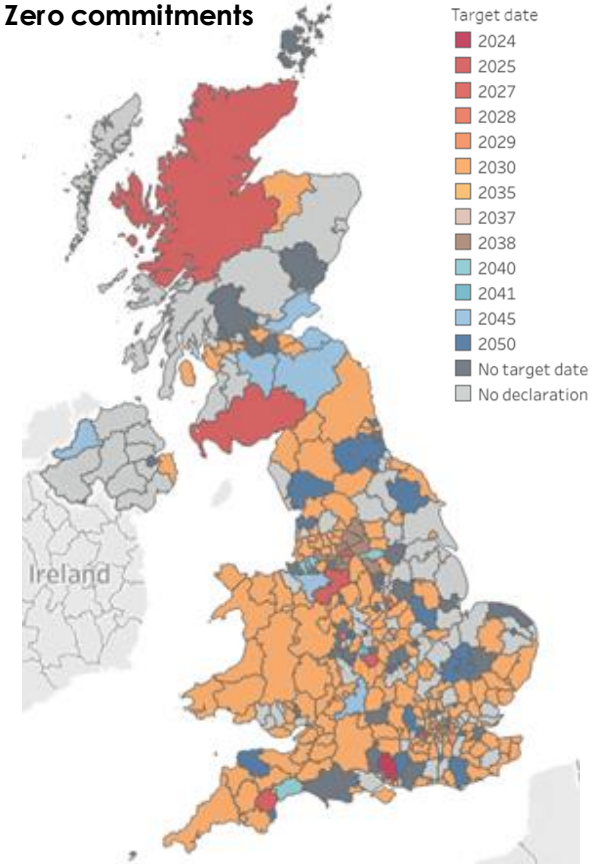 Zero commitments
Target date
2024
2025
2027
2028
2029
2030
2035
2037
2038
2040
2041
2045
2050
No target date
No declaration
Ireland